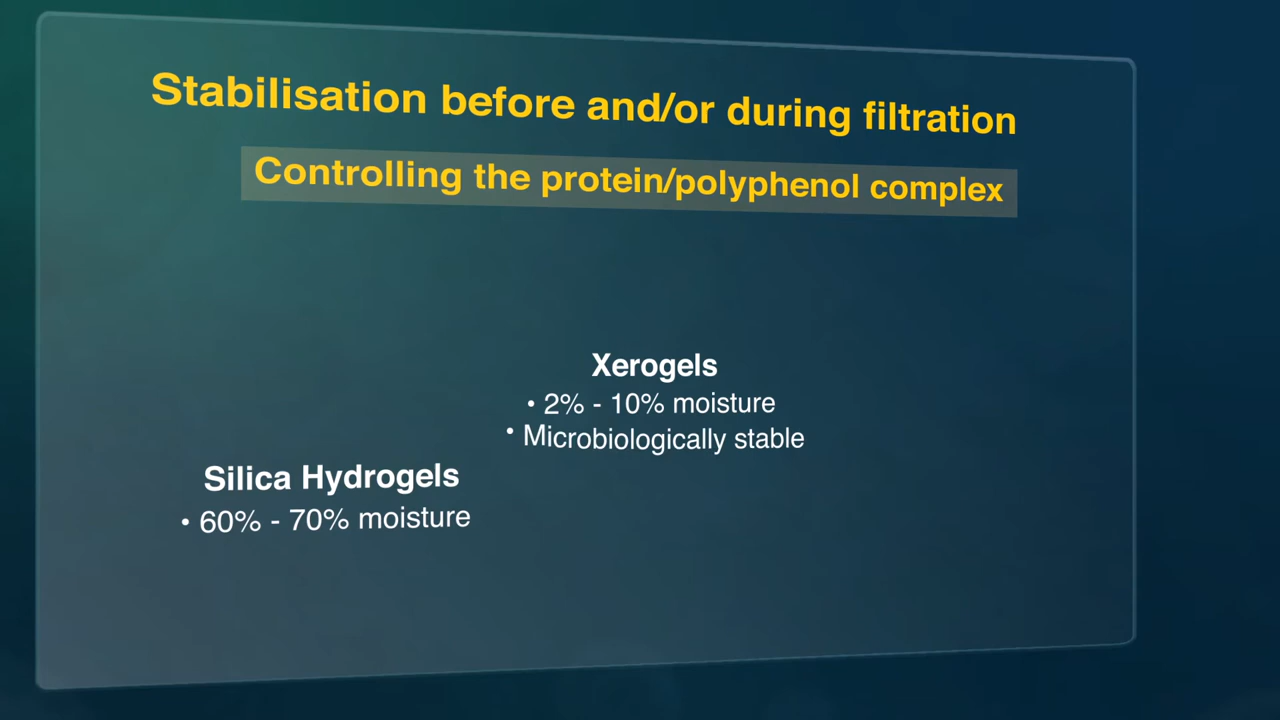 Stabilisation before and/or during filtration
Controlling the protein/polyphenol complex
Xerogels
• 2% - 10% moisture
• Microbiologically stable
Silica Hydrogels
• 60% - 70% moisture